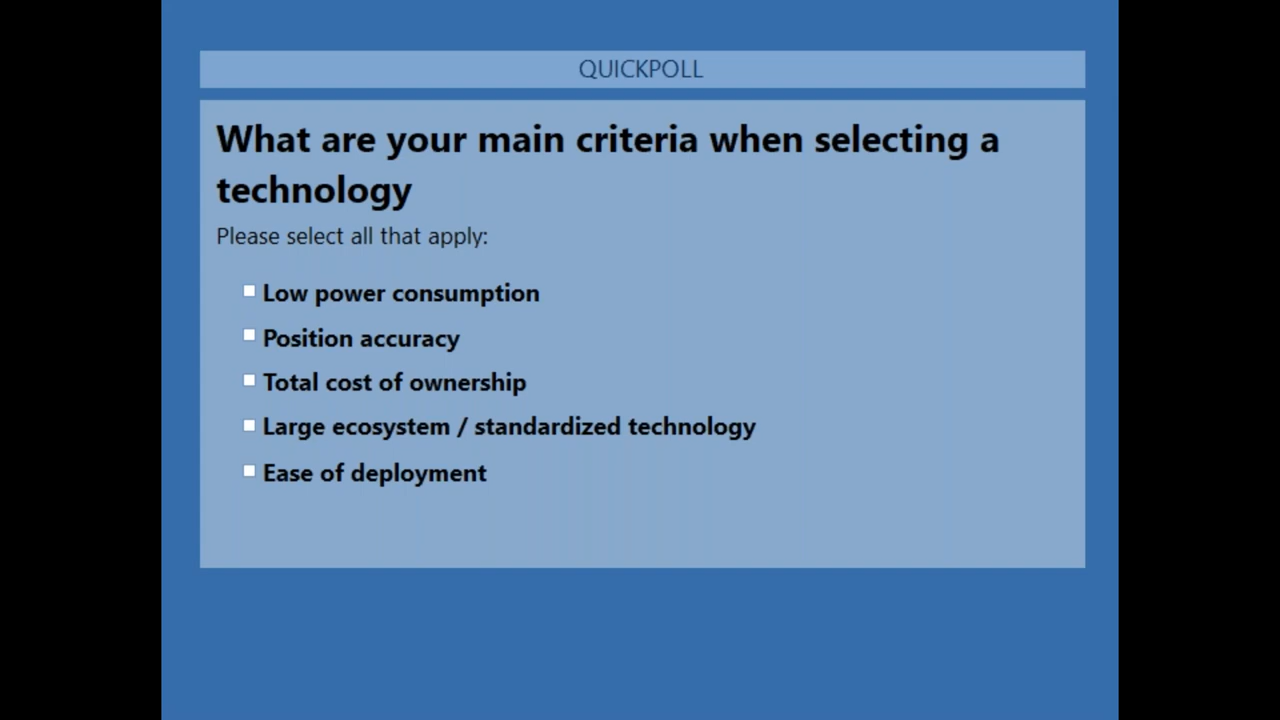 QUICKPOLL
What are your main criteria when selecting a
technology
Please select all that apply:
Low power consumption
Position accuracy
Total cost of ownership
Large ecosystem / standardized technology
Ease of deployment